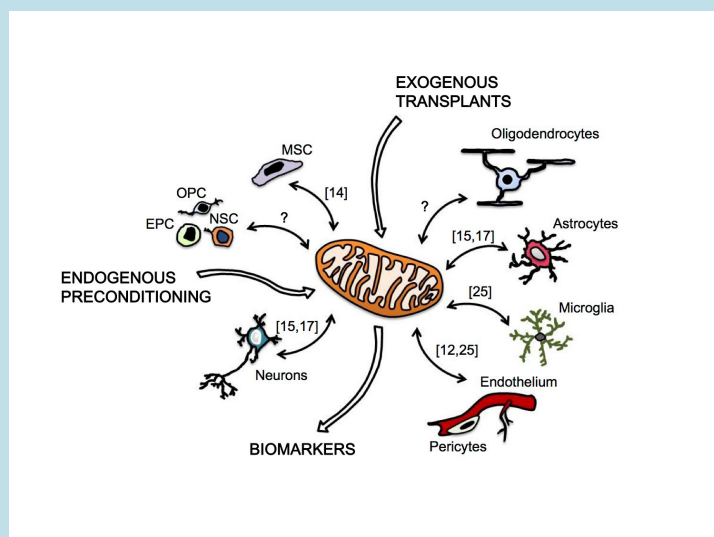 EXOGENOUS
TRANSPLANTS
MSC
Oligodendrocytes
[14]
OPC
?
EPC
NSC
?
[15,17]
Astrocytes
ENDOGENOUS
PRECONDITIONING
[25]
Microglia
[15,17]
[12,25]
Neurons
Endothelium
BIOMARKERS
Pericytes